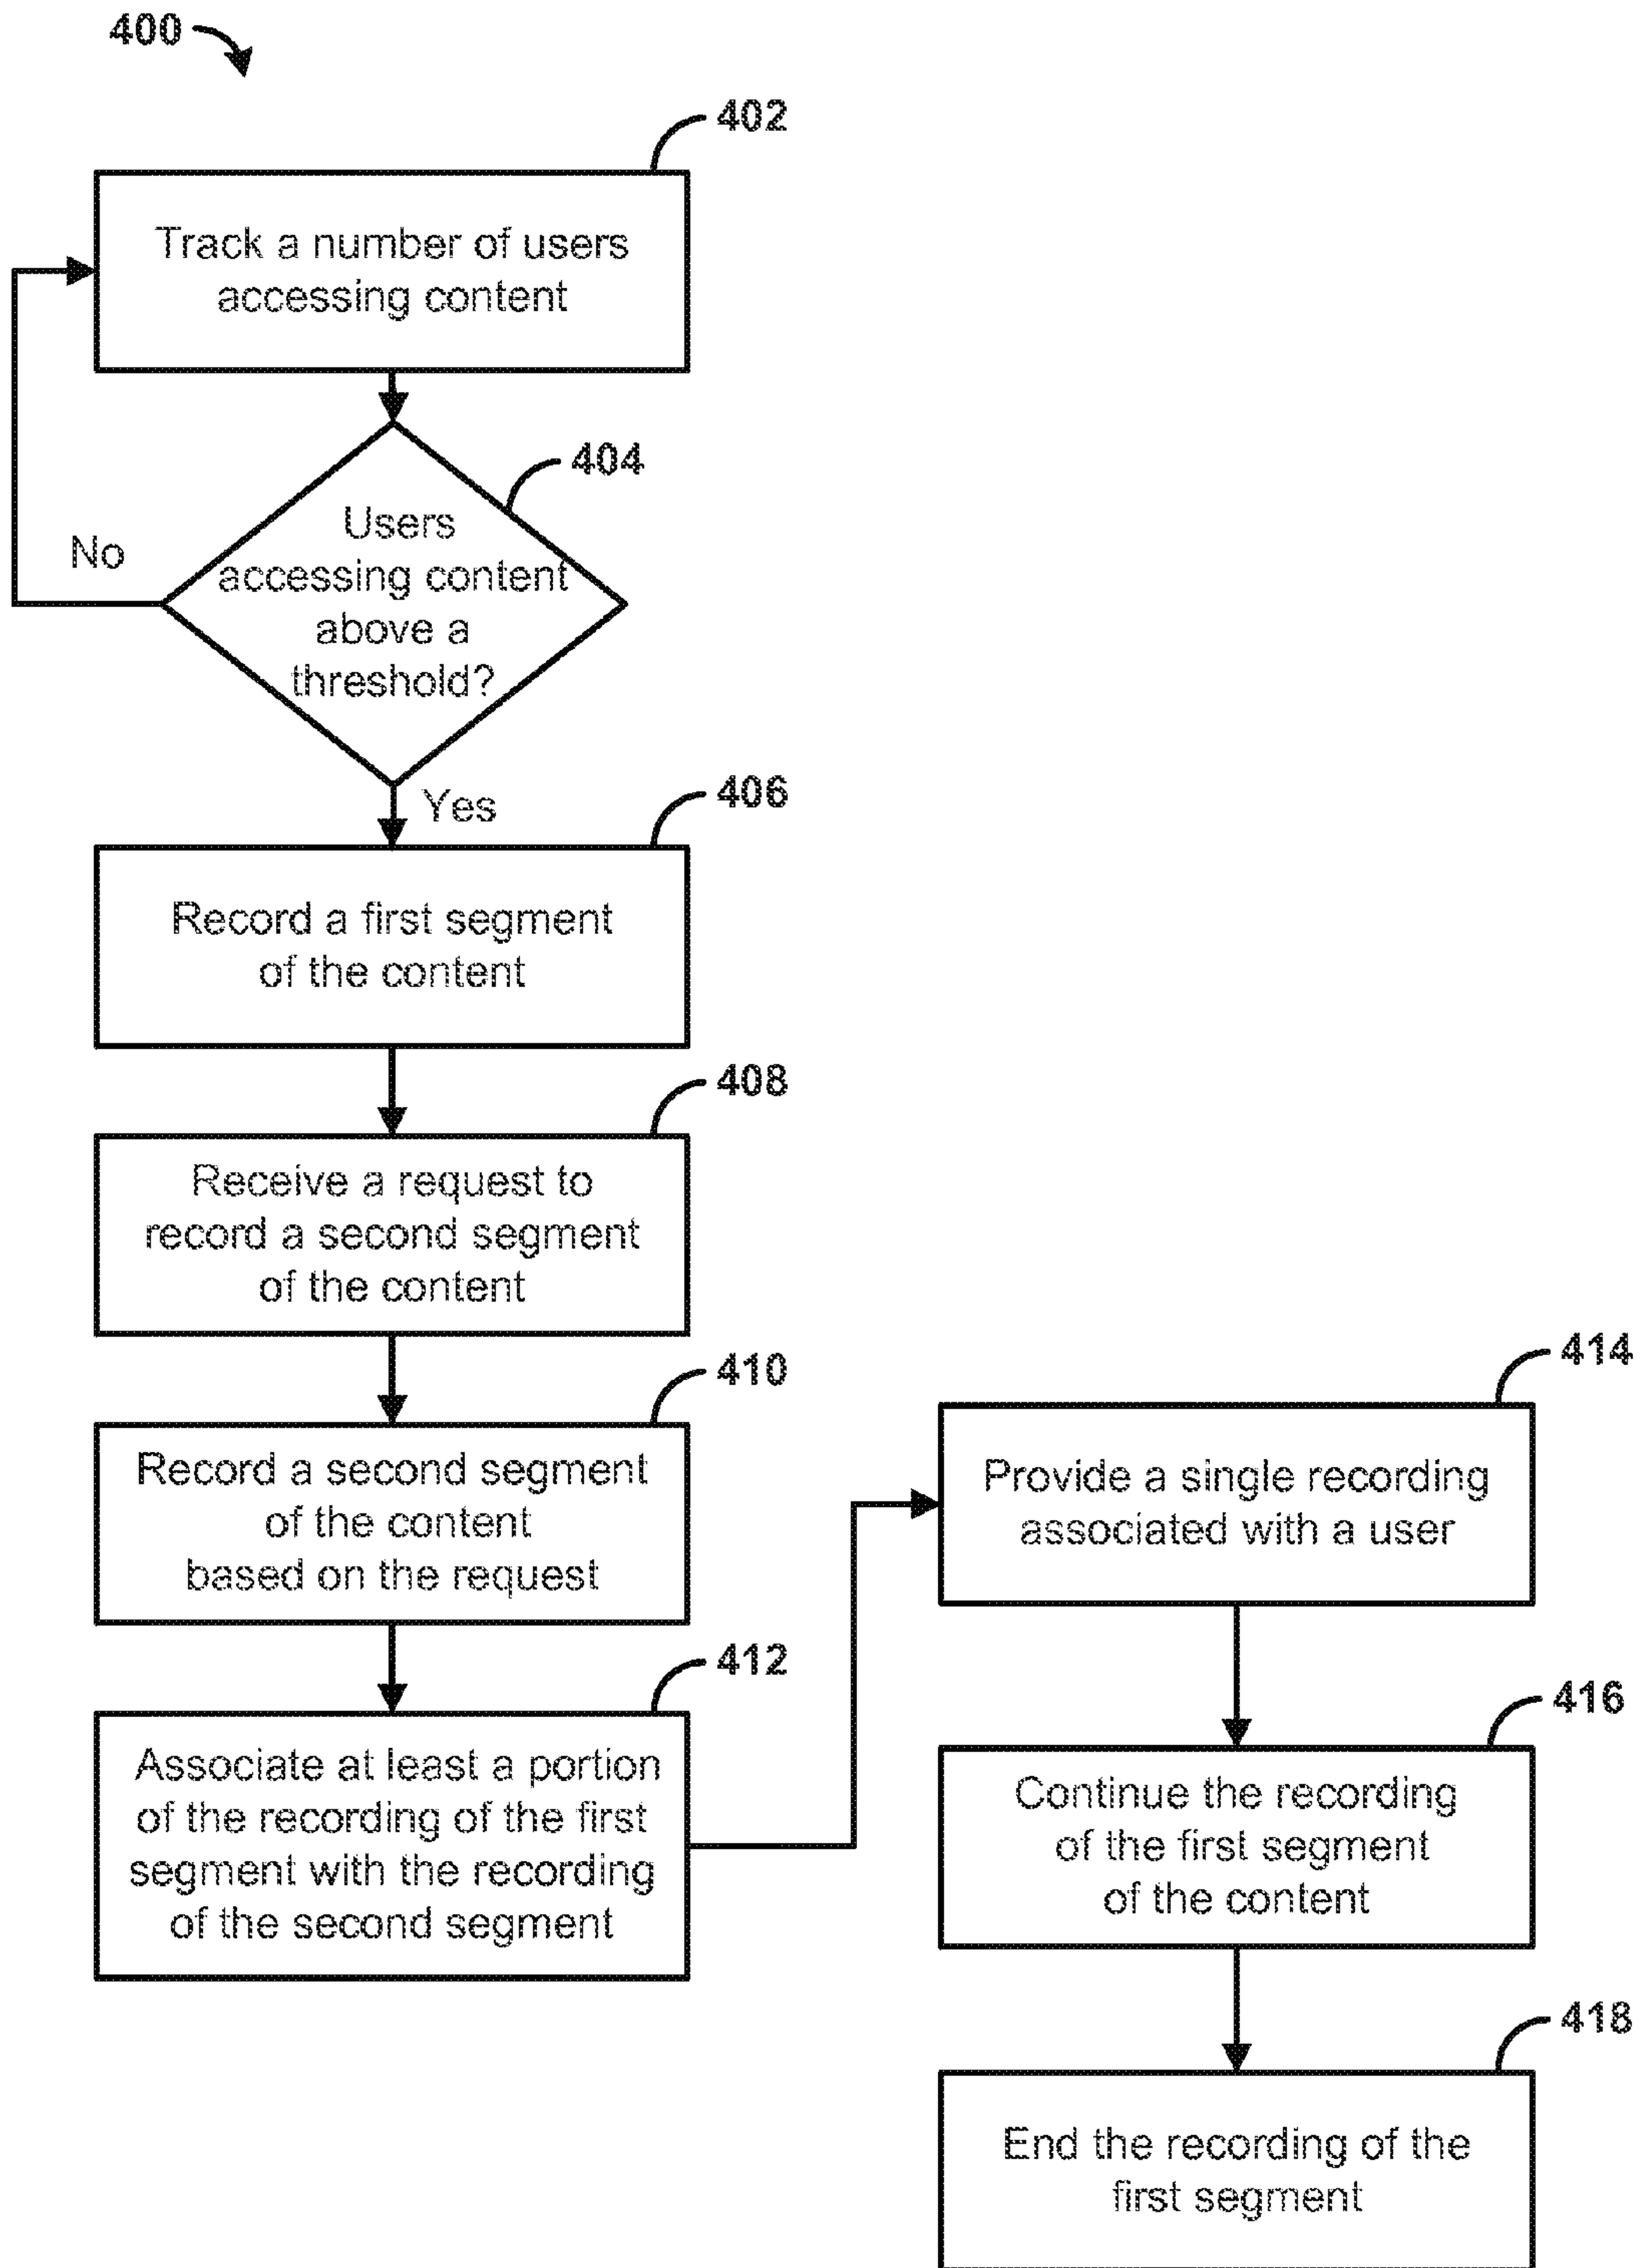 400
402
Track a number of users
accessing content
404
Users
accessing content
above a
threshold?
No
Yes
406
Record a first segment
of the content
408
Receive a request to
record a second segment
of the content
410
Record a second segment
of the content
based on the request
412
Associate at least a portion
of the recording of the first
segment with the recording
of the second segment
414
Provide a single recording
associated with a user
416
Continue the recording
of the first segment
of the content
418
End the recording of the
first segment